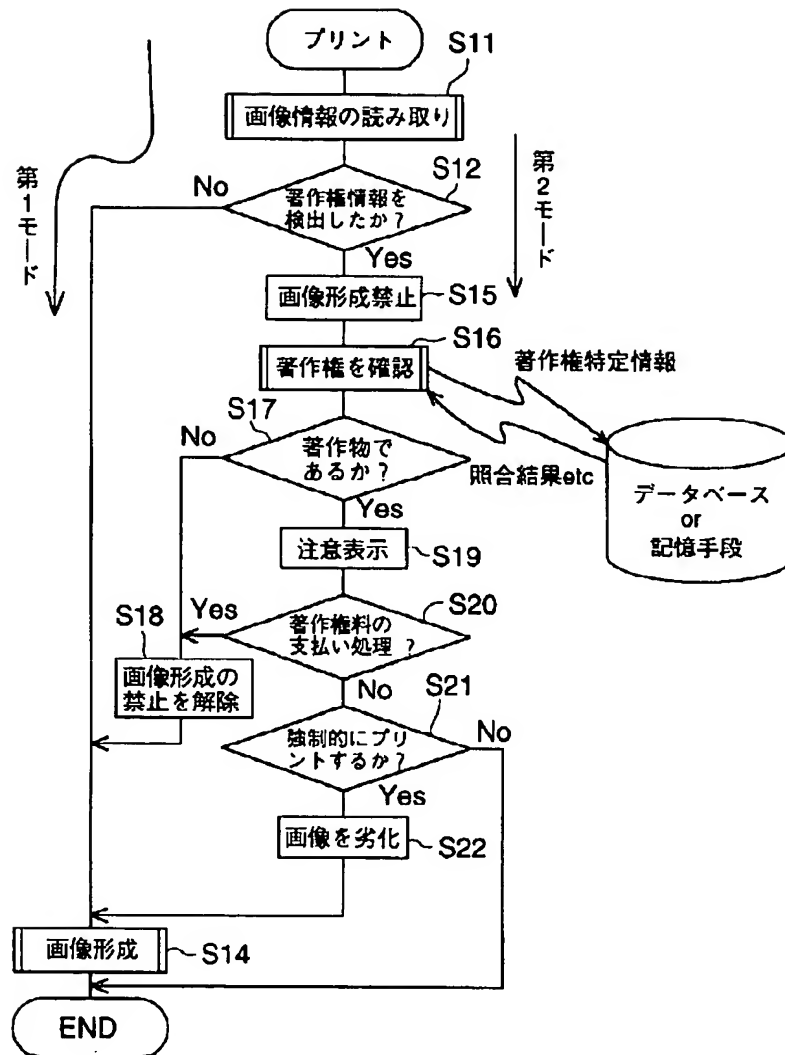 プリント
S11
画像情報の読み取り
S12
No
著作権情報を
検出したか？
第1モード
第2モード
Yes
画像形成禁止
S15
S16
著作権を確認
著作権特定情報
S17
No
著作物で
あるか？
照合結果etc
データベース
or
記憶手段
Yes
注意表示
S19
S20
S18
Yes
著作権料の
支払い処理？
画像形成の
禁止を解除
No
S21
強制的にプリ
ントするか？
No
Yes
画像を劣化
S22
画像形成
S14
END